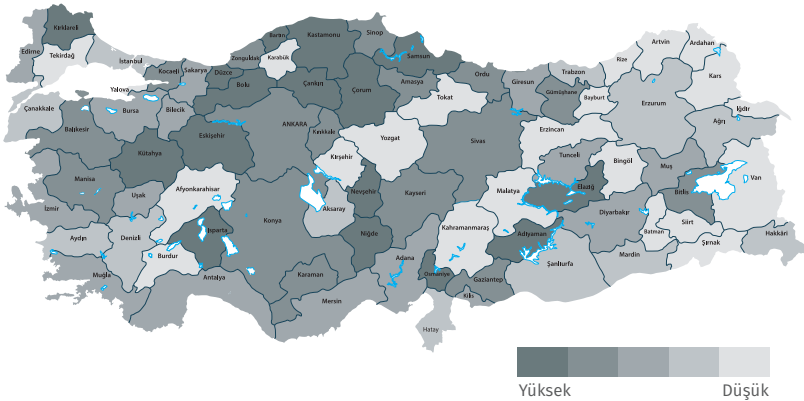 Kırklareli
Edirne
Tekirdağ
İstanbul
Kocaeli
Sakarya
Yalova
Düzce
Zonguldak
Bartın
Karabük
Kastamonu
Sinop
Samsun
Ordu
Giresun
Trabzon
Rize
Artvin
Ardahan
Kars
Gümüşhane
Bayburt
Erzurum
Iğdır
Ağrı
Çanakkale
Balıkesir
Bursa
Bilecik
Bolu
Çankırı
Çorum
Amasya
Tokat
Eskişehir
ANKARA
Kırıkkale
Yozgat
Sivas
Erzincan
Tunceli
Bingöl
Muş
Kütahya
Manisa
Uşak
Afyonkarahisar
Kırşehir
Nevşehir
Kayseri
Malatya
Elazığ
Bitlis
Van
İzmir
Aydın
Denizli
Isparta
Burdur
Konya
Aksaray
Niğde
Kahramanmaraş
Adıyaman
Diyarbakır
Batman
Siirt
Şırnak
Hakkâri
Muğla
Antalya
Karaman
Mersin
Adana
Osmaniye
Gaziantep
Kilis
Şanlıurfa
Mardin
Hatay
Yüksek
Düşük